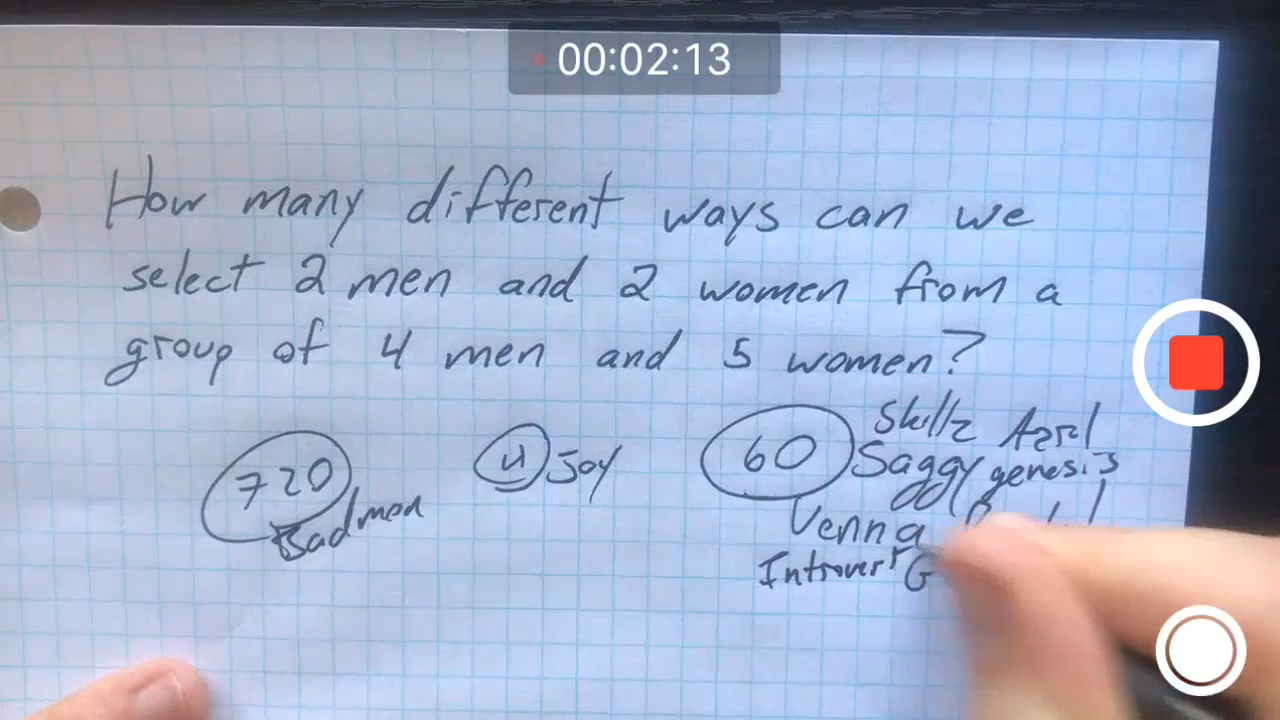 00:02:13
How many different ways can we
select 2 men and 2 women from a
group of 4 men and 5 women?
720 4 Joy 60 Skillz
Badmen Saggy genesis
Venna
Introvert G